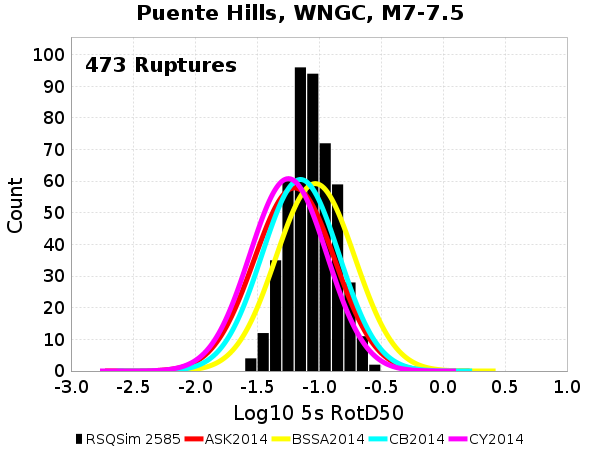 Puente Hills, WNGC, M7-7.5
473 Ruptures
100
90
80
70
60
50
40
30
20
10
0
Count
-3.0 -2.5 -2.0 -1.5 -1.0 -0.5 0.0 0.5 1.0
Log10 5s RotD50
RSQSim 2585 ASK2014 BSSA2014 CB2014 CY2014